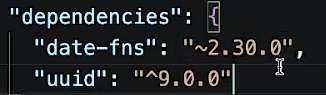 "dependencies": {
"date-fns": "~2.30.0",
"uuid": "^9.0.0"